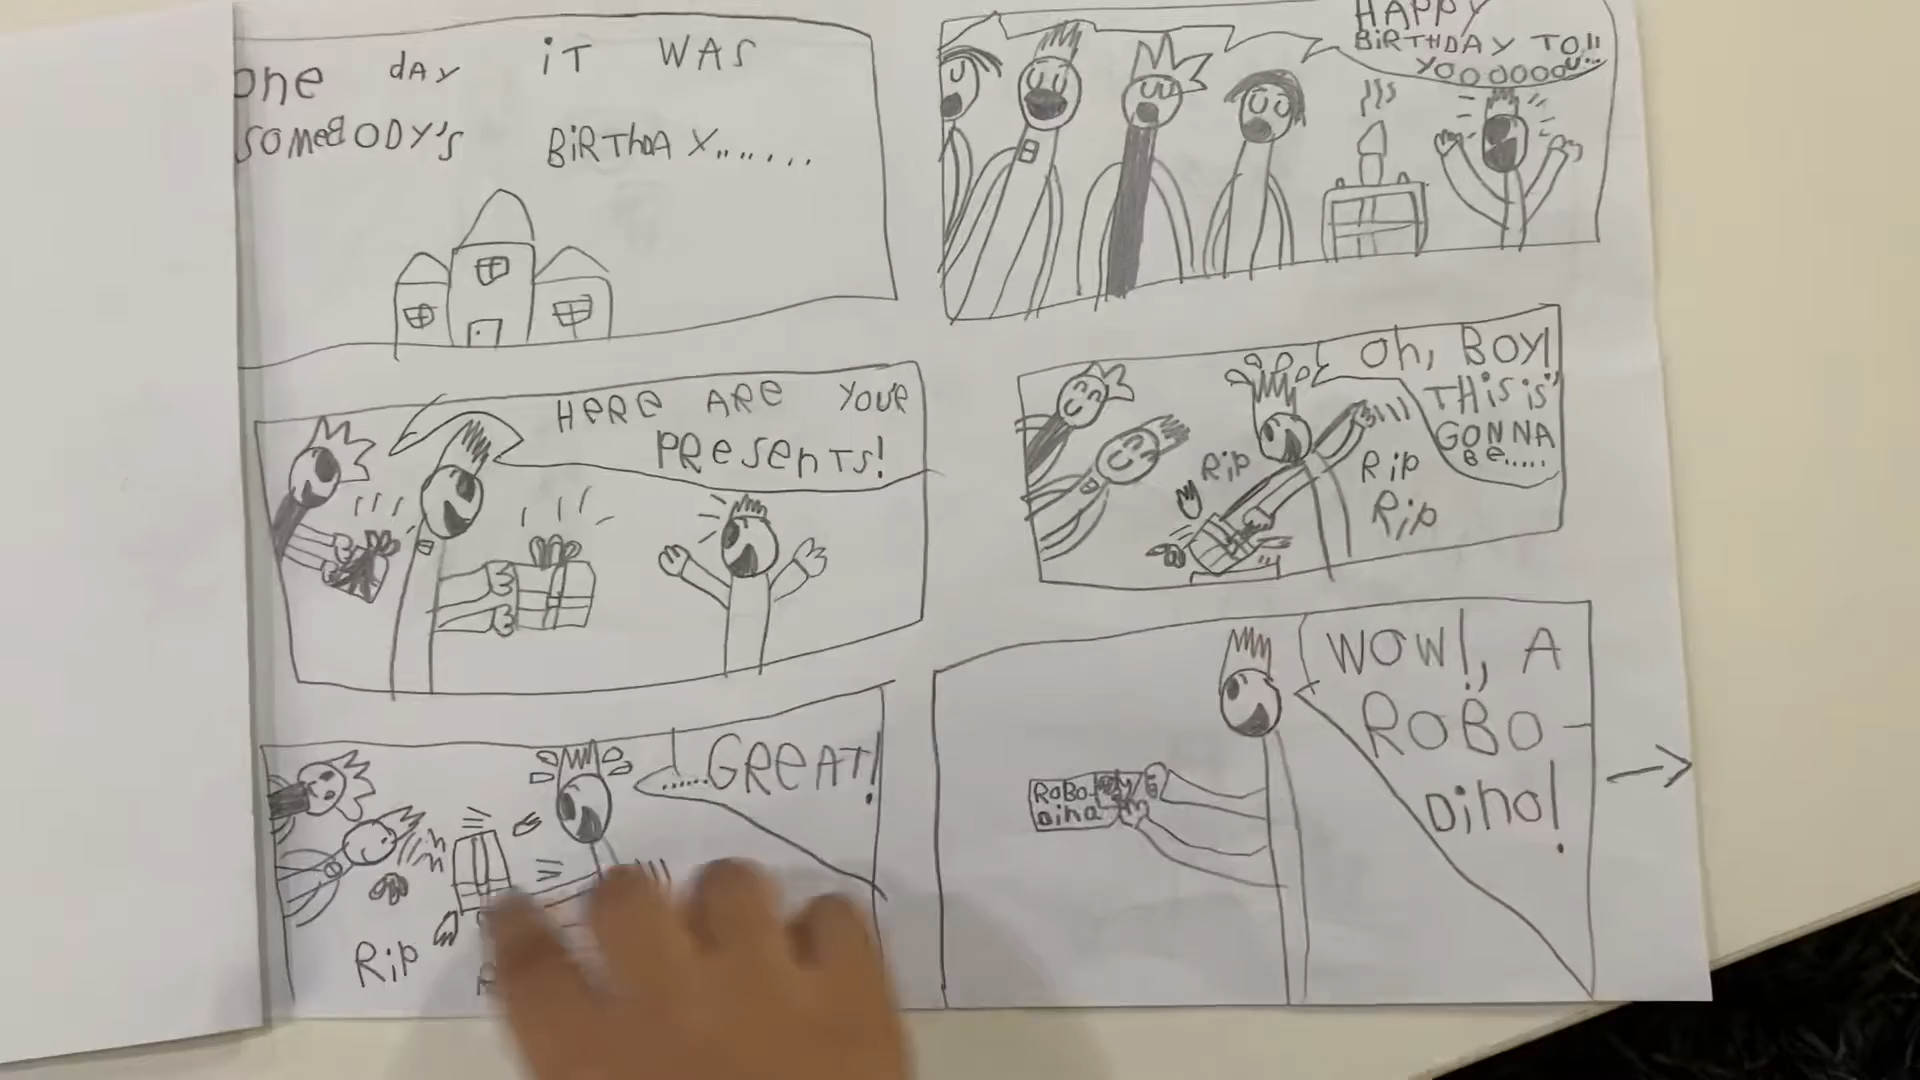 one day iT WAS
SOMEBODY'S BiRThDAY.......
HAPPY
BiRTHDAY TO!!
YOOOOOOU...
HERE ARE YOUR
PRESENTS!
Oh, BOY!
THiS iS
GONNA
BE.....
RiP
RiP
RiP
.....GREAT!
RiP
WOW!, A
ROBO-
Dino!
ROBO-
Dino